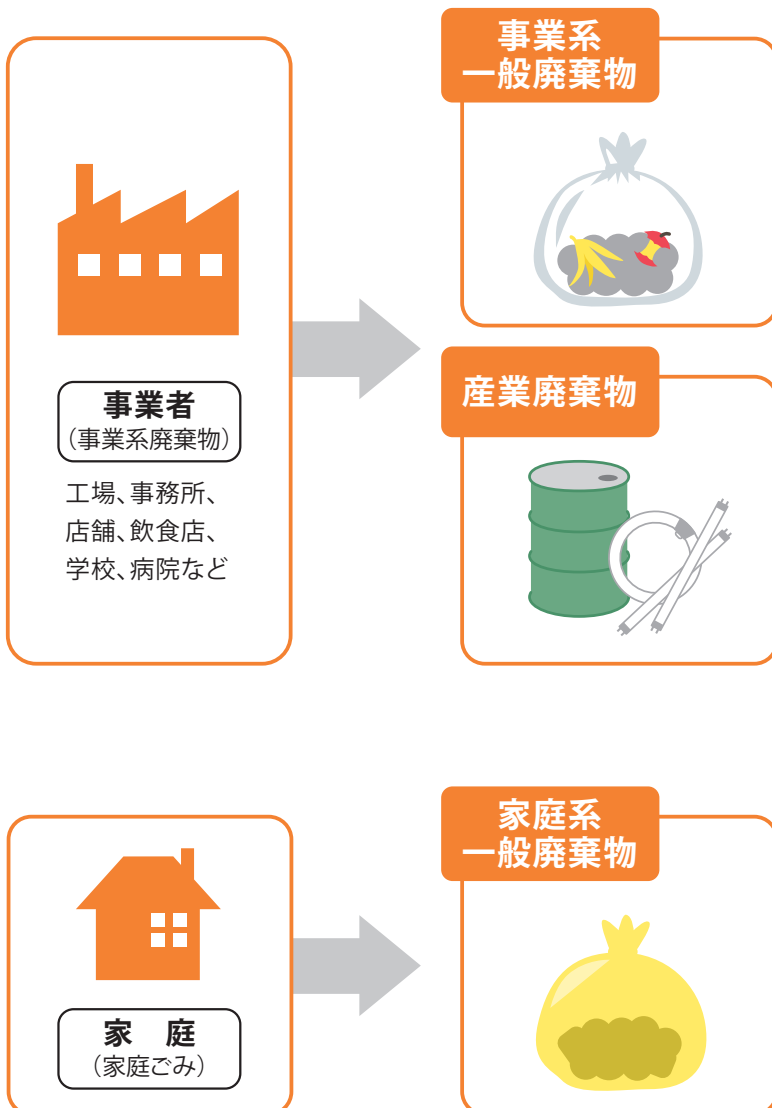 事業系
一般廃棄物
事業者
(事業系廃棄物)
工場、事務所、
店舗、飲食店、
学校、病院など
産業廃棄物
家庭系
一般廃棄物
家　庭
(家庭ごみ)